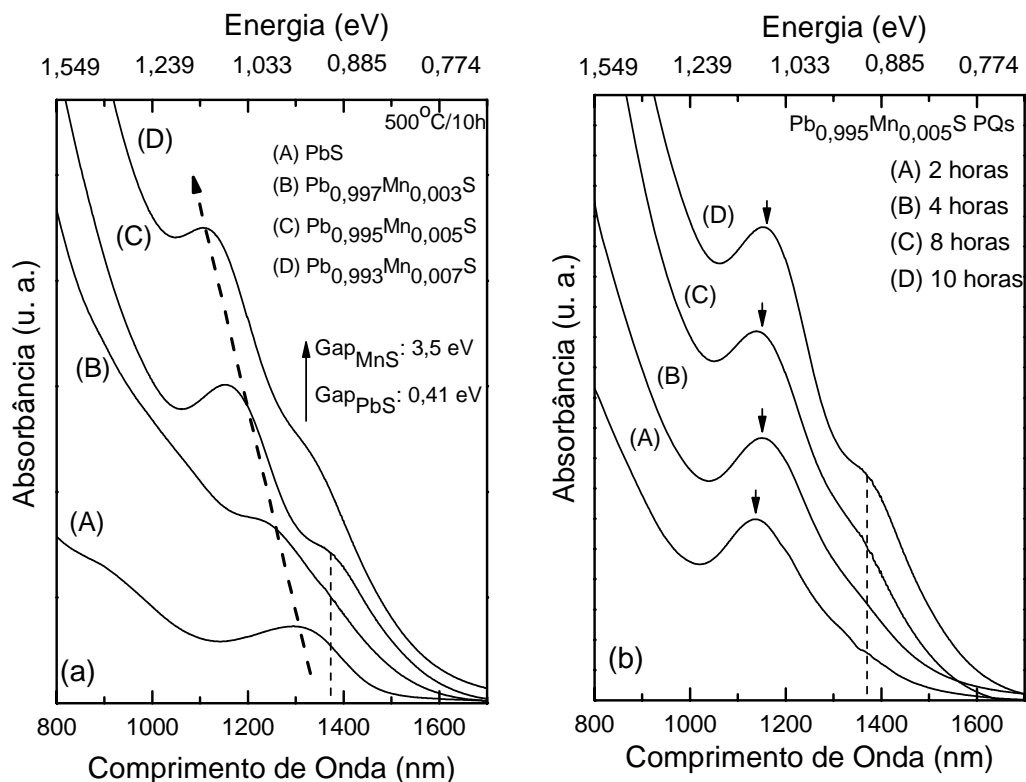 Energia (eV)
1,549 1,239 1,033 0,885 0,774
500°C/10h
(D)
(A) PbS
(B) Pb0,997Mn0,003S
(C)
(C) Pb0,995Mn0,005S
(D) Pb0,993Mn0,007S
(B)
GapMnS: 3,5 eV
GapPbS: 0,41 eV
(A)
(a)
Absorbância (u. a.)
800 1000 1200 1400 1600
Comprimento de Onda (nm)
Energia (eV)
1,549 1,239 1,033 0,885 0,774
Pb0,995Mn0,005S PQs
(A) 2 horas
(B) 4 horas
(C) 8 horas
(D) 10 horas
(D)
(C)
(B)
(A)
(b)
Absorbância (u. a.)
800 1000 1200 1400 1600
Comprimento de Onda (nm)